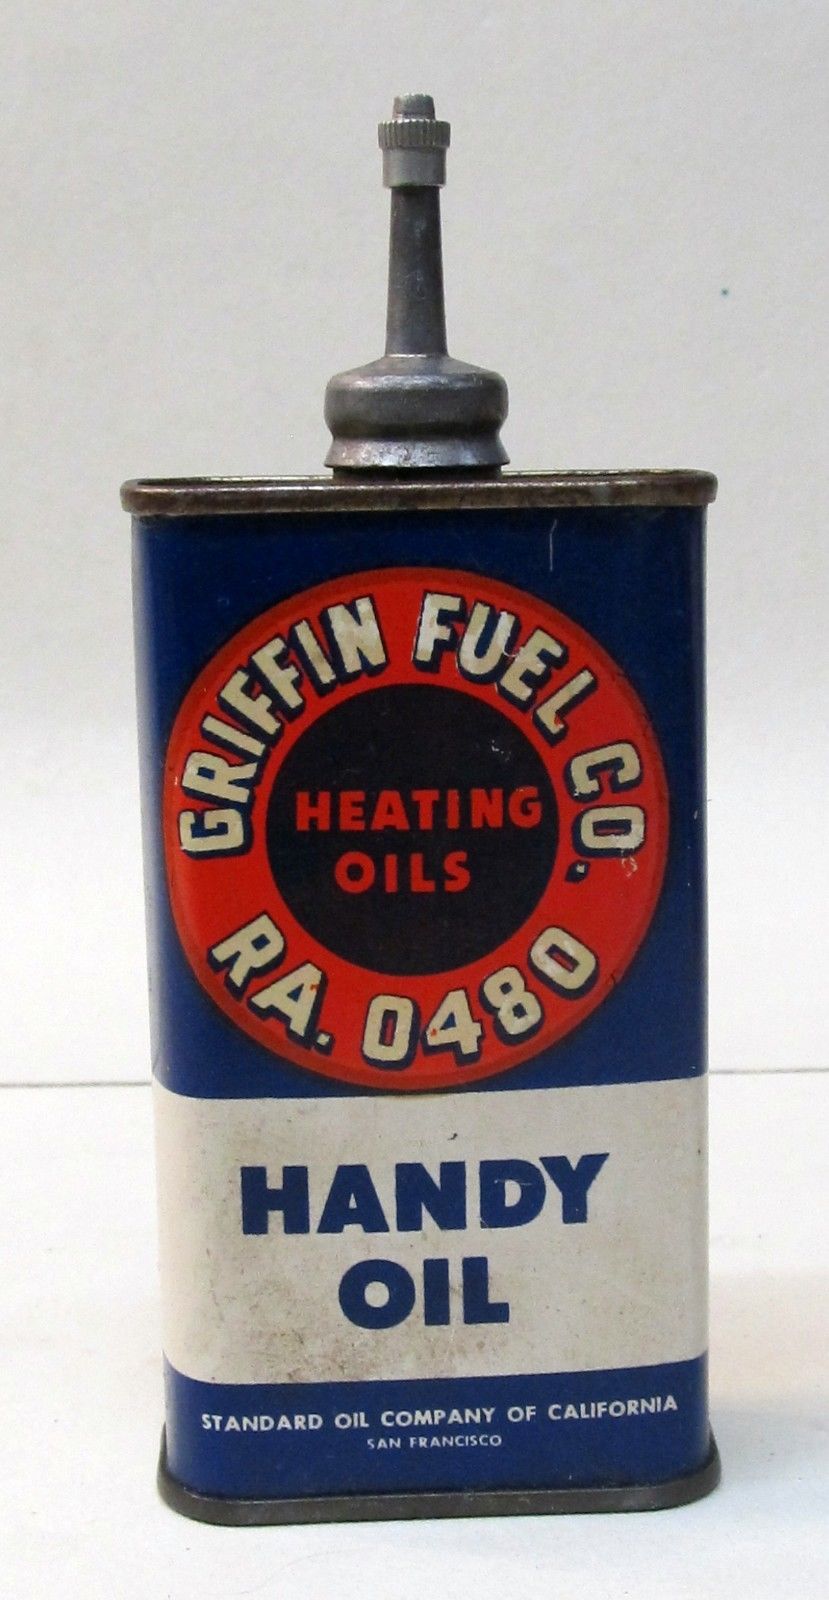 GRIFFIN FUEL CO.
HEATING
OILS
RA. 0480
HANDY
OIL
STANDARD OIL COMPANY OF CALIFORNIA
SAN FRANCISCO